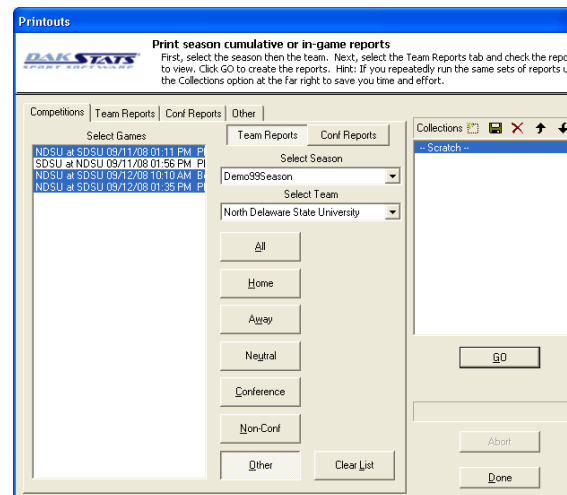 Printouts
DAKSTATS
SPORT SOFTWARE
Print season cumulative or in-game reports
First, select the season then the team. Next, select the Team Reports tab and check the repo
to view. Click GO to create the reports. Hint: If you repeatedly run the same sets of reports u
the Collections option at the far right to save you time and effort.
Competitions Team Reports Conf Reports Other
Select Games
NDSU at SDSU 09/11/08 01:11 PM
SDSU at NDSU 09/11/08 01:56 PM
NDSU at SDSU 09/12/08 10:10 AM
NDSU at SDSU 09/12/08 01:35 PM
Team Reports Conf Reports
Select Season
Demo99Season
Select Team
North Delaware State University
All
Home
Away
Neutral
Conference
Non-Conf
Other Clear List
Collections
-- Scratch --
GO
Abort
Done